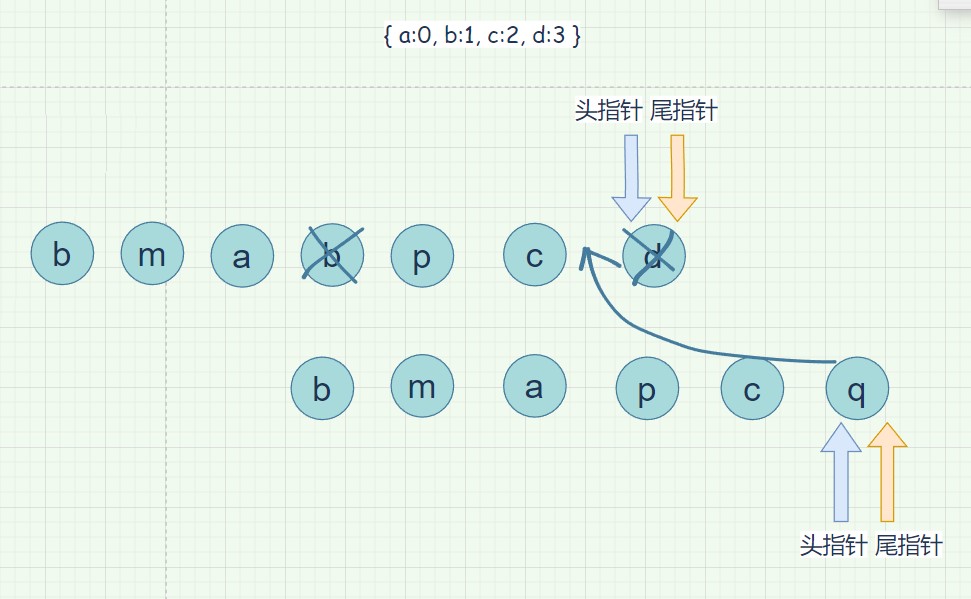 { a:0, b:1, c:2, d:3 }
头指针 尾指针
b m a b p c d
b m a p c q
头指针 尾指针